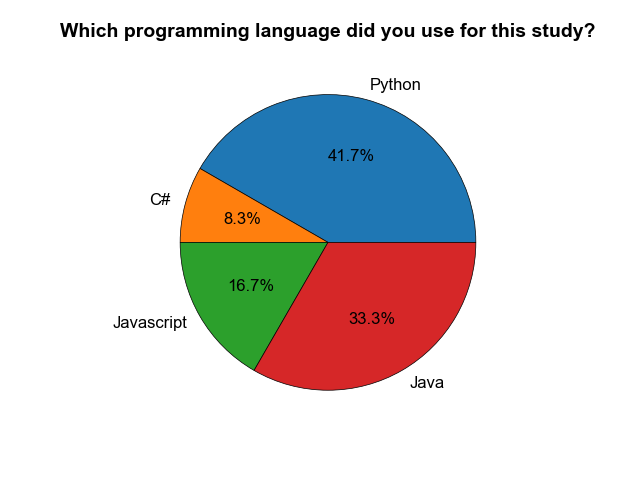 Which programming language did you use for this study?
Python
41.7%
C#
8.3%
16.7%
Javascript
33.3%
Java